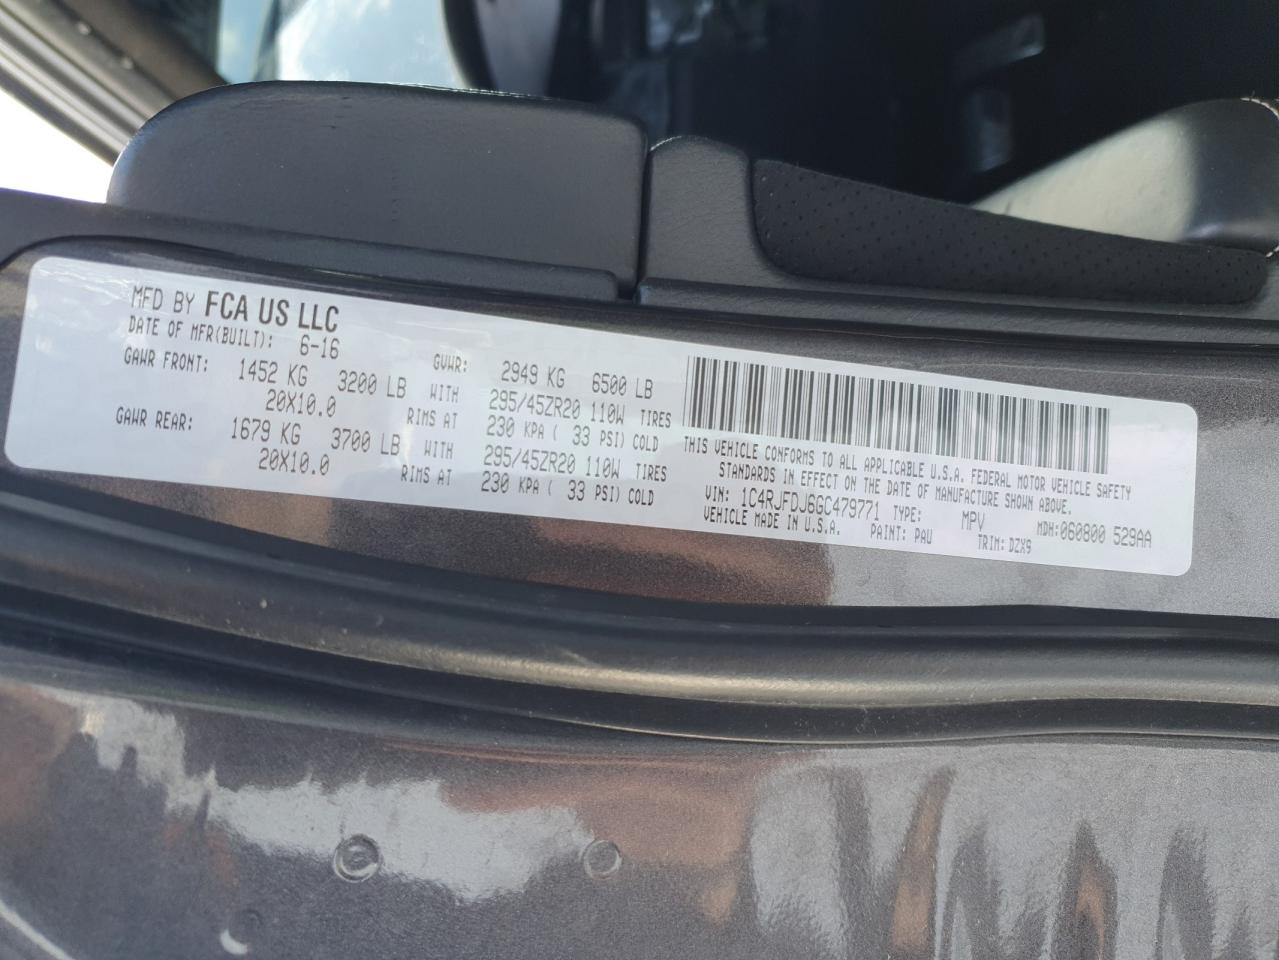 MFD BY FCA US LLC
DATE OF MFR(BUILT): 6-16 GVWR: 2949 KG 6500 LB
GAWR FRONT: 1452 KG 3200 LB WITH 295/45ZR20 110W TIRES
20X10.0 RIMS AT 230 KPA ( 33 PSI) COLD
GAWR REAR: 1679 KG 3700 LB WITH 295/45ZR20 110W TIRES
20X10.0 RIMS AT 230 KPA ( 33 PSI) COLD
THIS VEHICLE CONFORMS TO ALL APPLICABLE U.S.A. FEDERAL MOTOR VEHICLE SAFETY
STANDARDS IN EFFECT ON THE DATE OF MANUFACTURE SHOWN ABOVE.
VIN: 1C4RJFDJ6GC479771 TYPE: MPV MDH:060800 529AA
VEHICLE MADE IN U.S.A. PAINT: PAU TRIM: DZX9